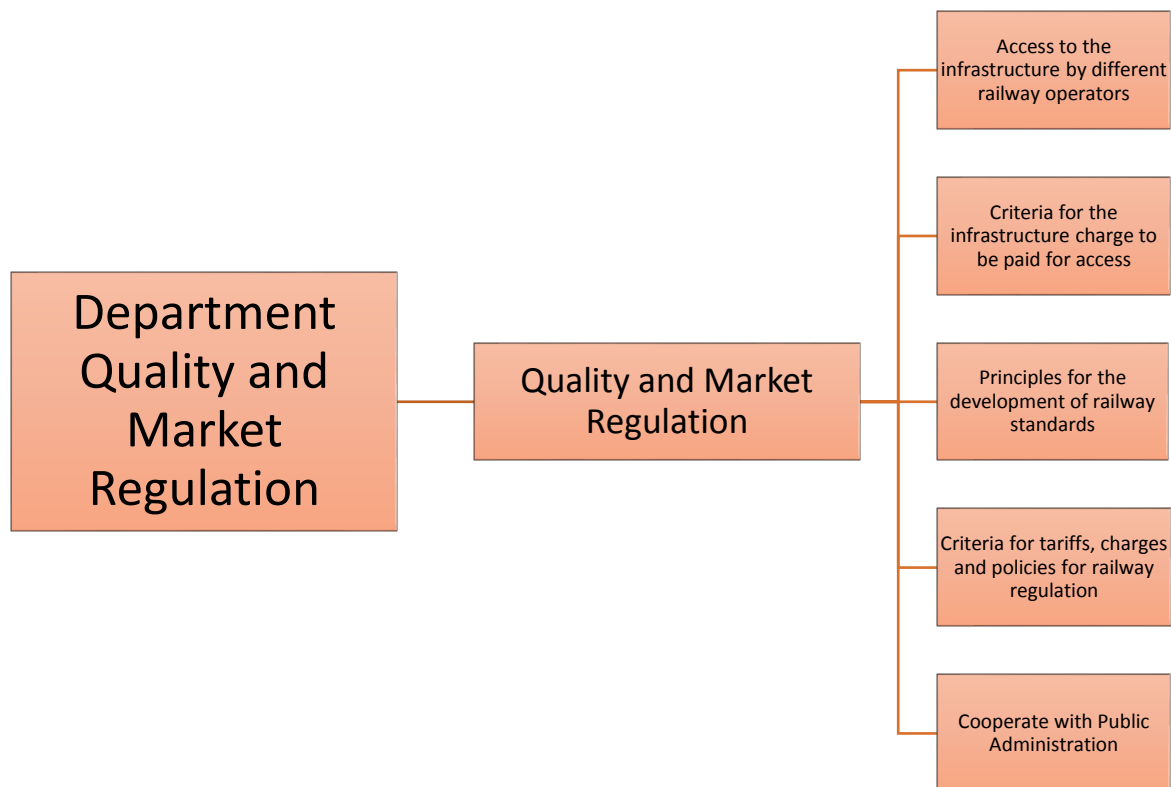 Department
Quality and
Market
Regulation
Quality and Market
Regulation
Access to the
infrastructure by different
railway operators
Criteria for the
infrastructure charge to
be paid for access
Principles for the
development of railway
standards
Criteria for tariffs, charges
and policies for railway
regulation
Cooperate with Public
Administration